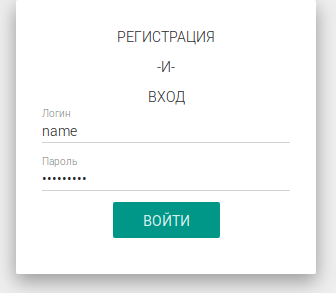 РЕГИСТРАЦИЯ
-И-
ВХОД
Логин
name
Пароль
•••••••••
ВОЙТИ